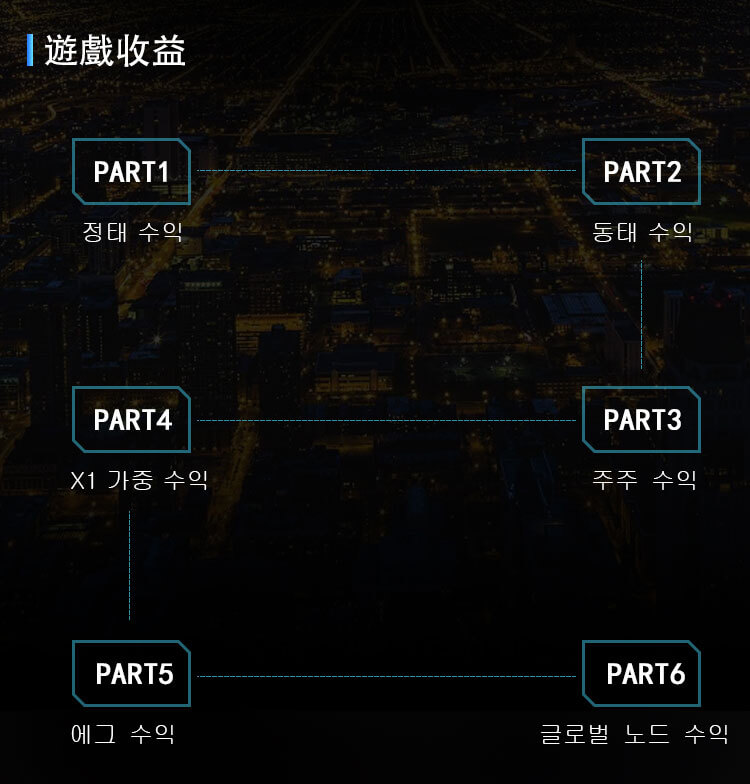 遊戲收益
PART1
PART2
정태 수익
동태 수익
PART4
PART3
X1 가중 수익
주주 수익
PART5
PART6
에그 수익
글로벌 노드 수익